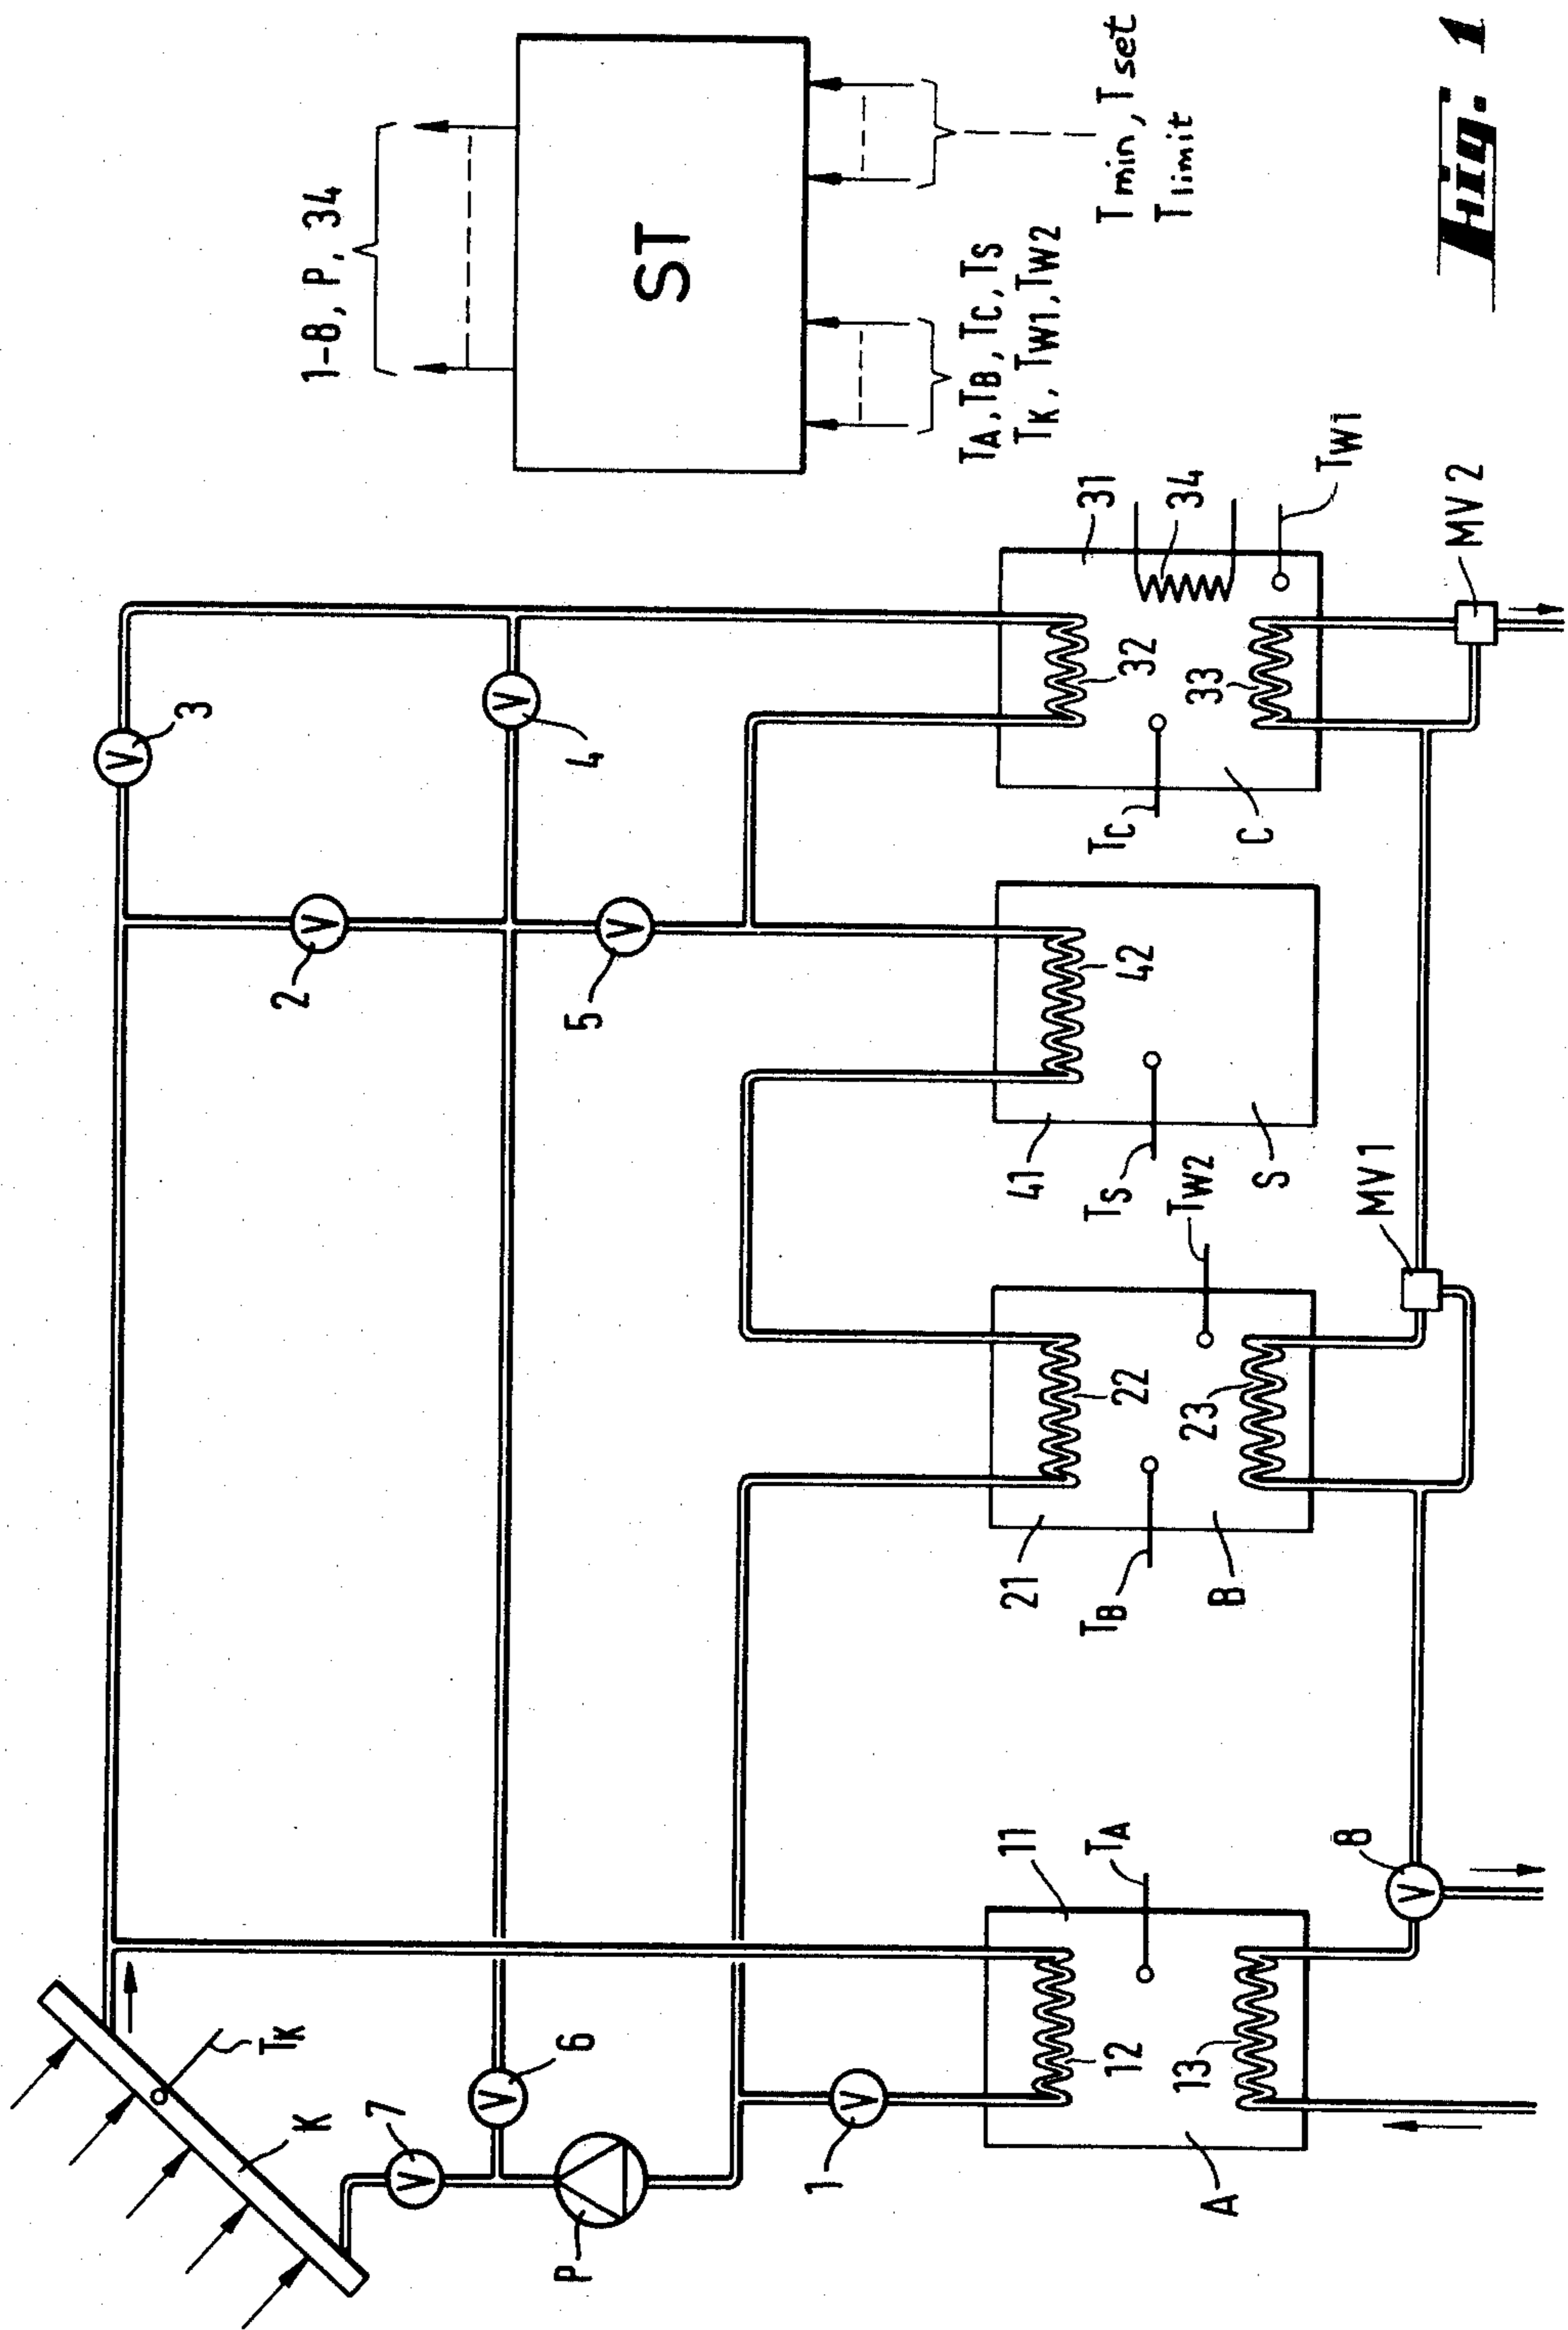 1-8, P, 34
ST
TA, TB, TC, TS
TK, TW1, TW2
Tmin, Tset
Tlimit
3
2
4
5
TK
K
7
6
P
1
A
11
12
TA
13
8
21
22
TB
TW2
23
B
MV1
41
42
TS
S
31
32
34
TC
33
C
TW1
MV 2
V
V
V
V
V
V
V
V
Fig. 1